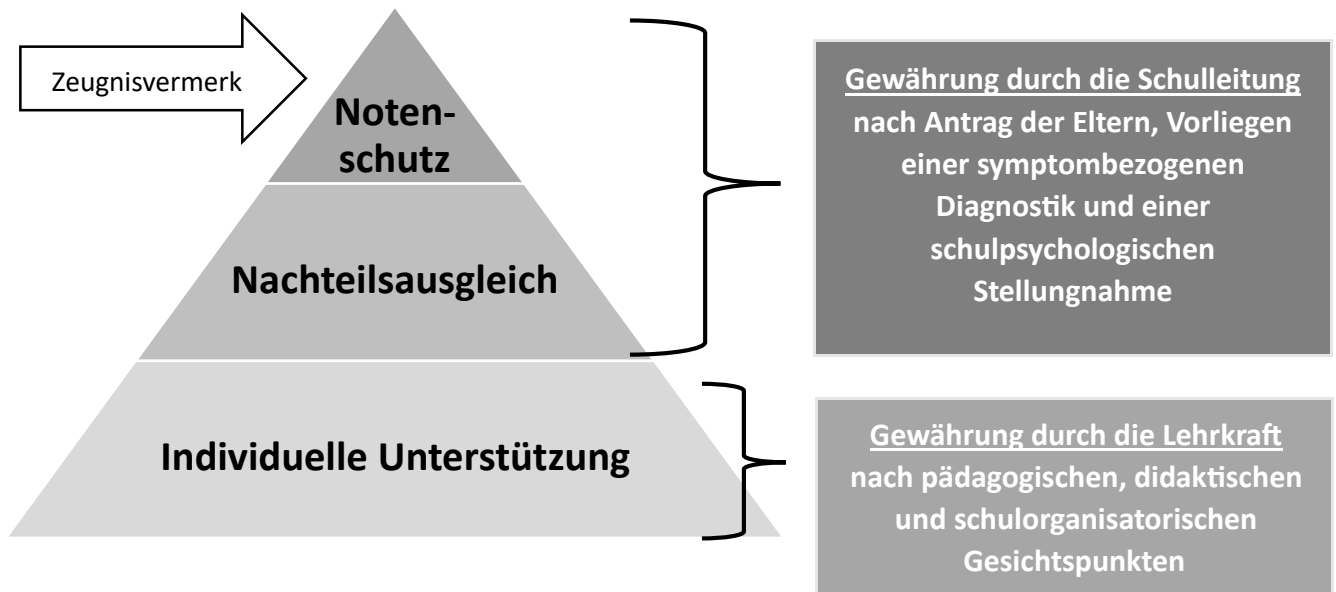 Zeugnisvermerk
Noten-
schutz
Nachteilsausgleich
Individuelle Unterstützung
Gewährung durch die Schulleitung
nach Antrag der Eltern, Vorliegen
einer symptombezogenen
Diagnostik und einer
schulpsychologischen
Stellungnahme
Gewährung durch die Lehrkraft
nach pädagogischen, didaktischen
und schulorganisatorischen
Gesichtspunkten